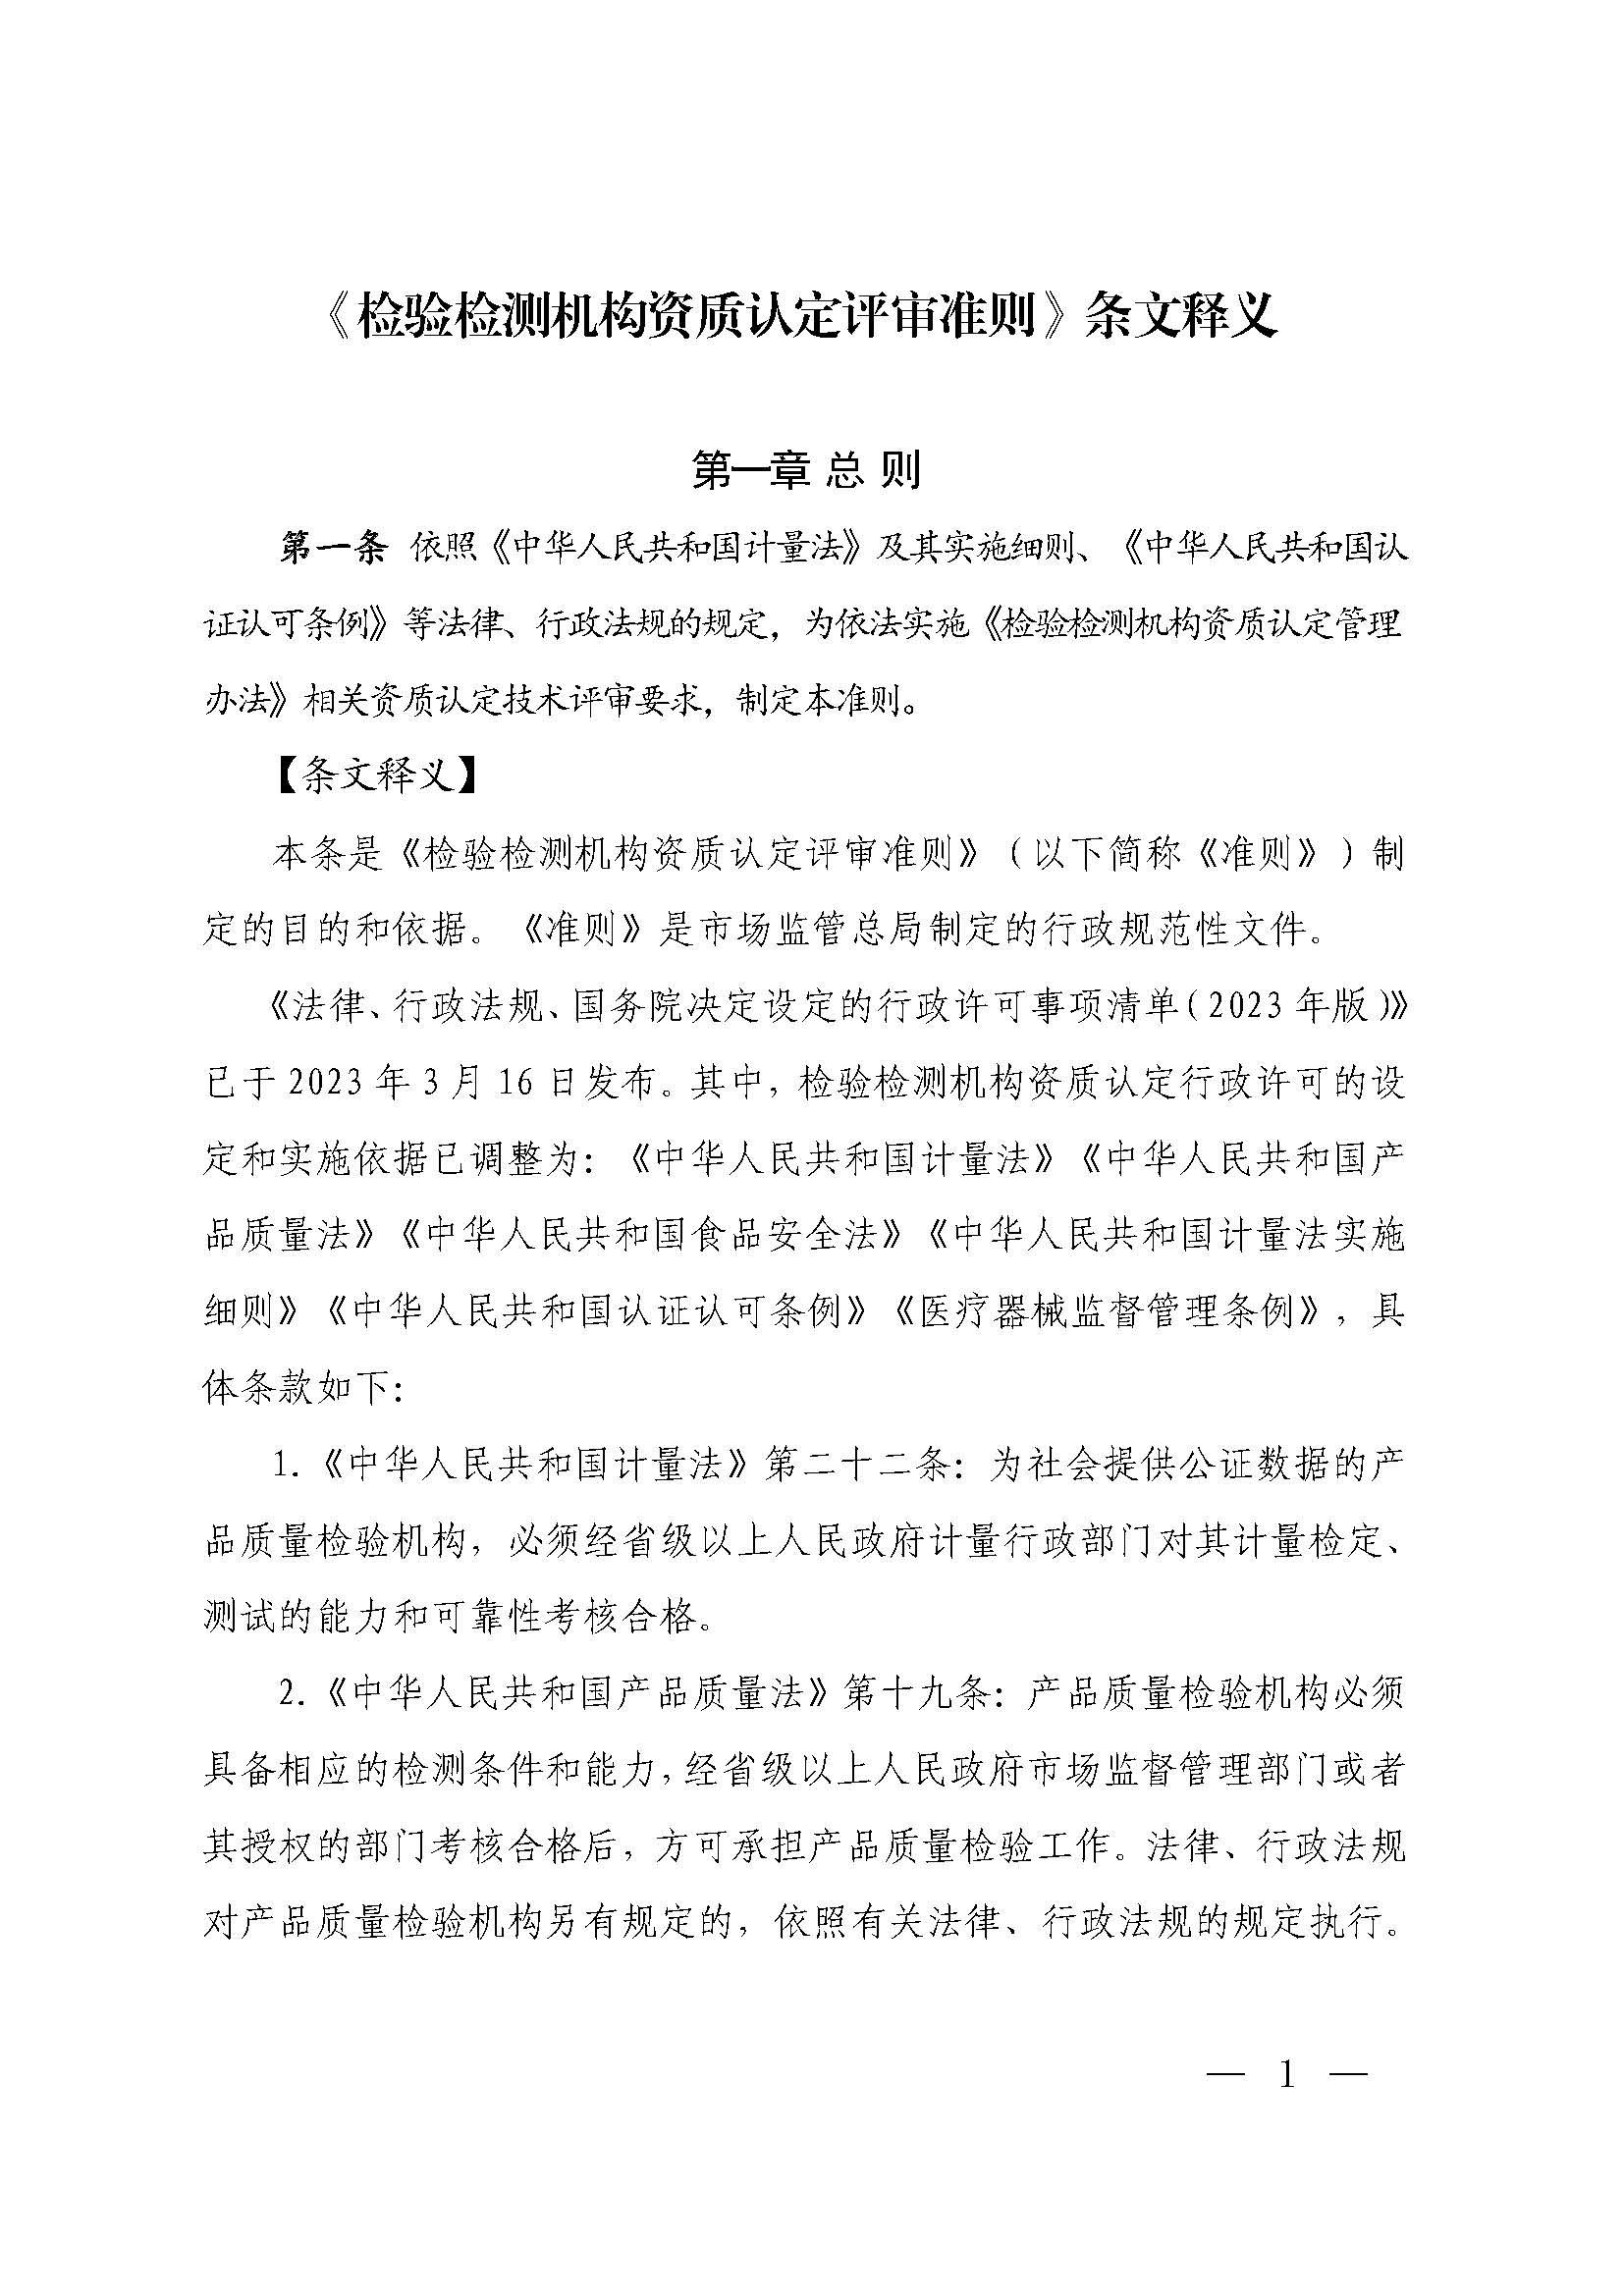 《检验检测机构资质认定评审准则》条文释义
第一章 总 则
第一条 依照《中华人民共和国计量法》及其实施细则、《中华人民共和国认
证认可条例》等法律、行政法规的规定，为依法实施《检验检测机构资质认定管理
办法》相关资质认定技术评审要求，制定本准则。
【条文释义】
本条是《检验检测机构资质认定评审准则》（以下简称《准则》）制
定的目的和依据。《准则》是市场监管总局制定的行政规范性文件。
《法律、行政法规、国务院决定设定的行政许可事项清单（2023 年版）》
已于 2023 年 3 月 16 日发布。其中，检验检测机构资质认定行政许可的设
定和实施依据已调整为：《中华人民共和国计量法》《中华人民共和国产
品质量法》《中华人民共和国食品安全法》《中华人民共和国计量法实施
细则》《中华人民共和国认证认可条例》《医疗器械监督管理条例》，具
体条款如下：
1.《中华人民共和国计量法》第二十二条：为社会提供公证数据的产
品质量检验机构，必须经省级以上人民政府计量行政部门对其计量检定、
测试的能力和可靠性考核合格。
2.《中华人民共和国产品质量法》第十九条：产品质量检验机构必须
具备相应的检测条件和能力，经省级以上人民政府市场监督管理部门或者
其授权的部门考核合格后，方可承担产品质量检验工作。法律、行政法规
对产品质量检验机构另有规定的，依照有关法律、行政法规的规定执行。
— 1 —